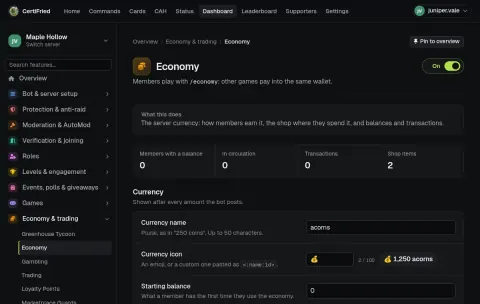 CertiFried
Home
Commands
Cards
CAH
Status
Dashboard
Leaderboard
Supporters
Settings
JV
juniper.vale
JV
Maple Hollow
Switch server
Search features...
Overview
Bot & server setup
Protection & anti-raid
Moderation & AutoMod
Verification & joining
Roles
Levels & engagement
Events, polls & giveaways
Games
Economy & trading
Greenhouse Tycoon
Economy
Gambling
Trading
Loyalty Points
Marketplace Guards
Overview › Economy & trading › Economy
Pin to overview
Economy
On
Members play with /economy; other games pay into the same wallet.
What this does
The server currency: how members earn it, the shop where they spend it, and balances and transactions.
Members with a balance
0
In circulation
0
Transactions
0
Shop items
2
Currency
Shown after every amount the bot posts.
Currency name
Plural, as in "250 coins". Up to 50 characters.
acorns
Currency icon
An emoji, or a custom one pasted as <:name:id>.
💰
2 / 100
💰 1,250 acorns
Starting balance
What a member has the first time they use the economy.
0